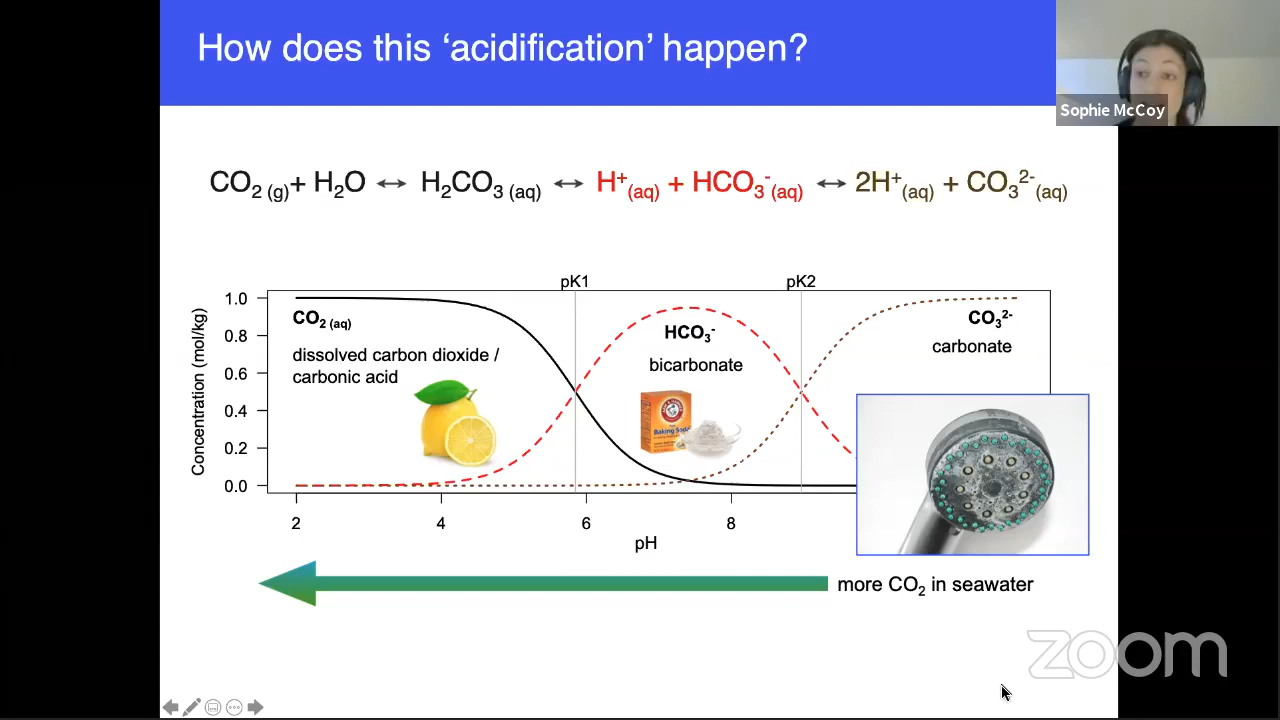 How does this ‘acidification’ happen?
Sophie McCoy
CO₂ (g)+ H₂O ↔ H₂CO₃ (aq) ↔ H⁺(aq) + HCO₃⁻(aq) ↔ 2H⁺(aq) + CO₃²⁻(aq)
pK1 pK2
Concentration (mol/kg)
1.0
0.8
0.6
0.4
0.2
0.0
CO₂ (aq)
dissolved carbon dioxide /
carbonic acid
HCO₃⁻
bicarbonate
Baking Soda
CO₃²⁻
carbonate
2 4 6 8
pH
more CO₂ in seawater
zoom